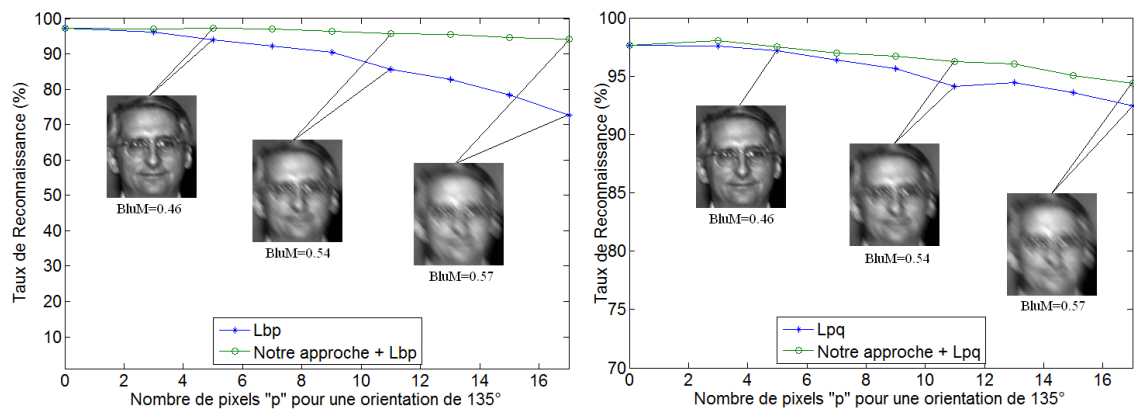 100
90
80
70
60
50
40
30
20
10
Taux de Reconnaissance (%)
BluM=0.46
BluM=0.54
BluM=0.57
Lbp
Notre approche + Lbp
0 2 4 6 8 10 12 14 16
Nombre de pixels "p" pour une orientation de 135°
100
95
90
85
80
75
70
Taux de Reconnaissance (%)
BluM=0.46
BluM=0.54
BluM=0.57
Lpq
Notre approche + Lpq
0 2 4 6 8 10 12 14 16
Nombre de pixels "p" pour une orientation de 135°